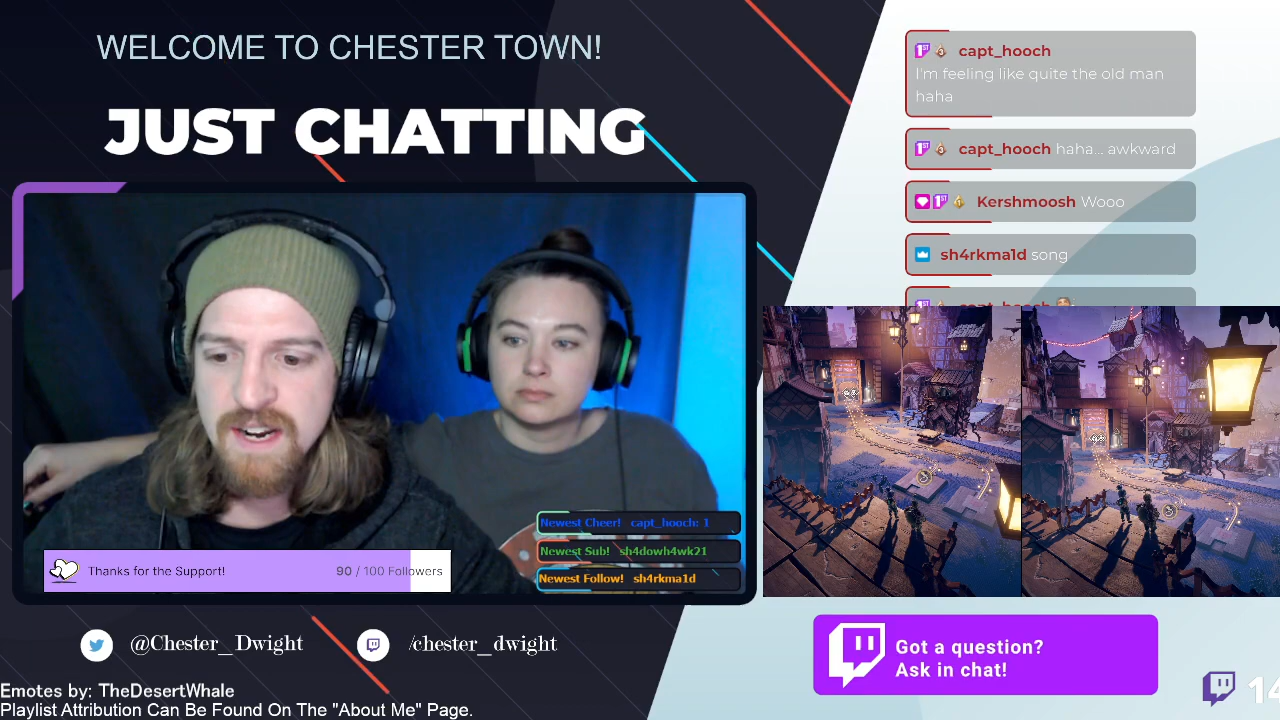 WELCOME TO CHESTER TOWN!
JUST CHATTING
capt_hooch
I'm feeling like quite the old man
haha
capt_hooch haha... awkward
Kershmoosh Wooo
sh4rkma1d song
capt_hooch
Newest Cheer! capt_hooch: 1
Newest Sub! sh4dowh4wk21
Newest Follow! sh4rkma1d
Thanks for the Support! 90 / 100 Followers
@Chester_Dwight
/chester_dwight
Got a question?
Ask in chat!
Emotes by: TheDesertWhale
Playlist Attribution Can Be Found On The "About Me" Page.